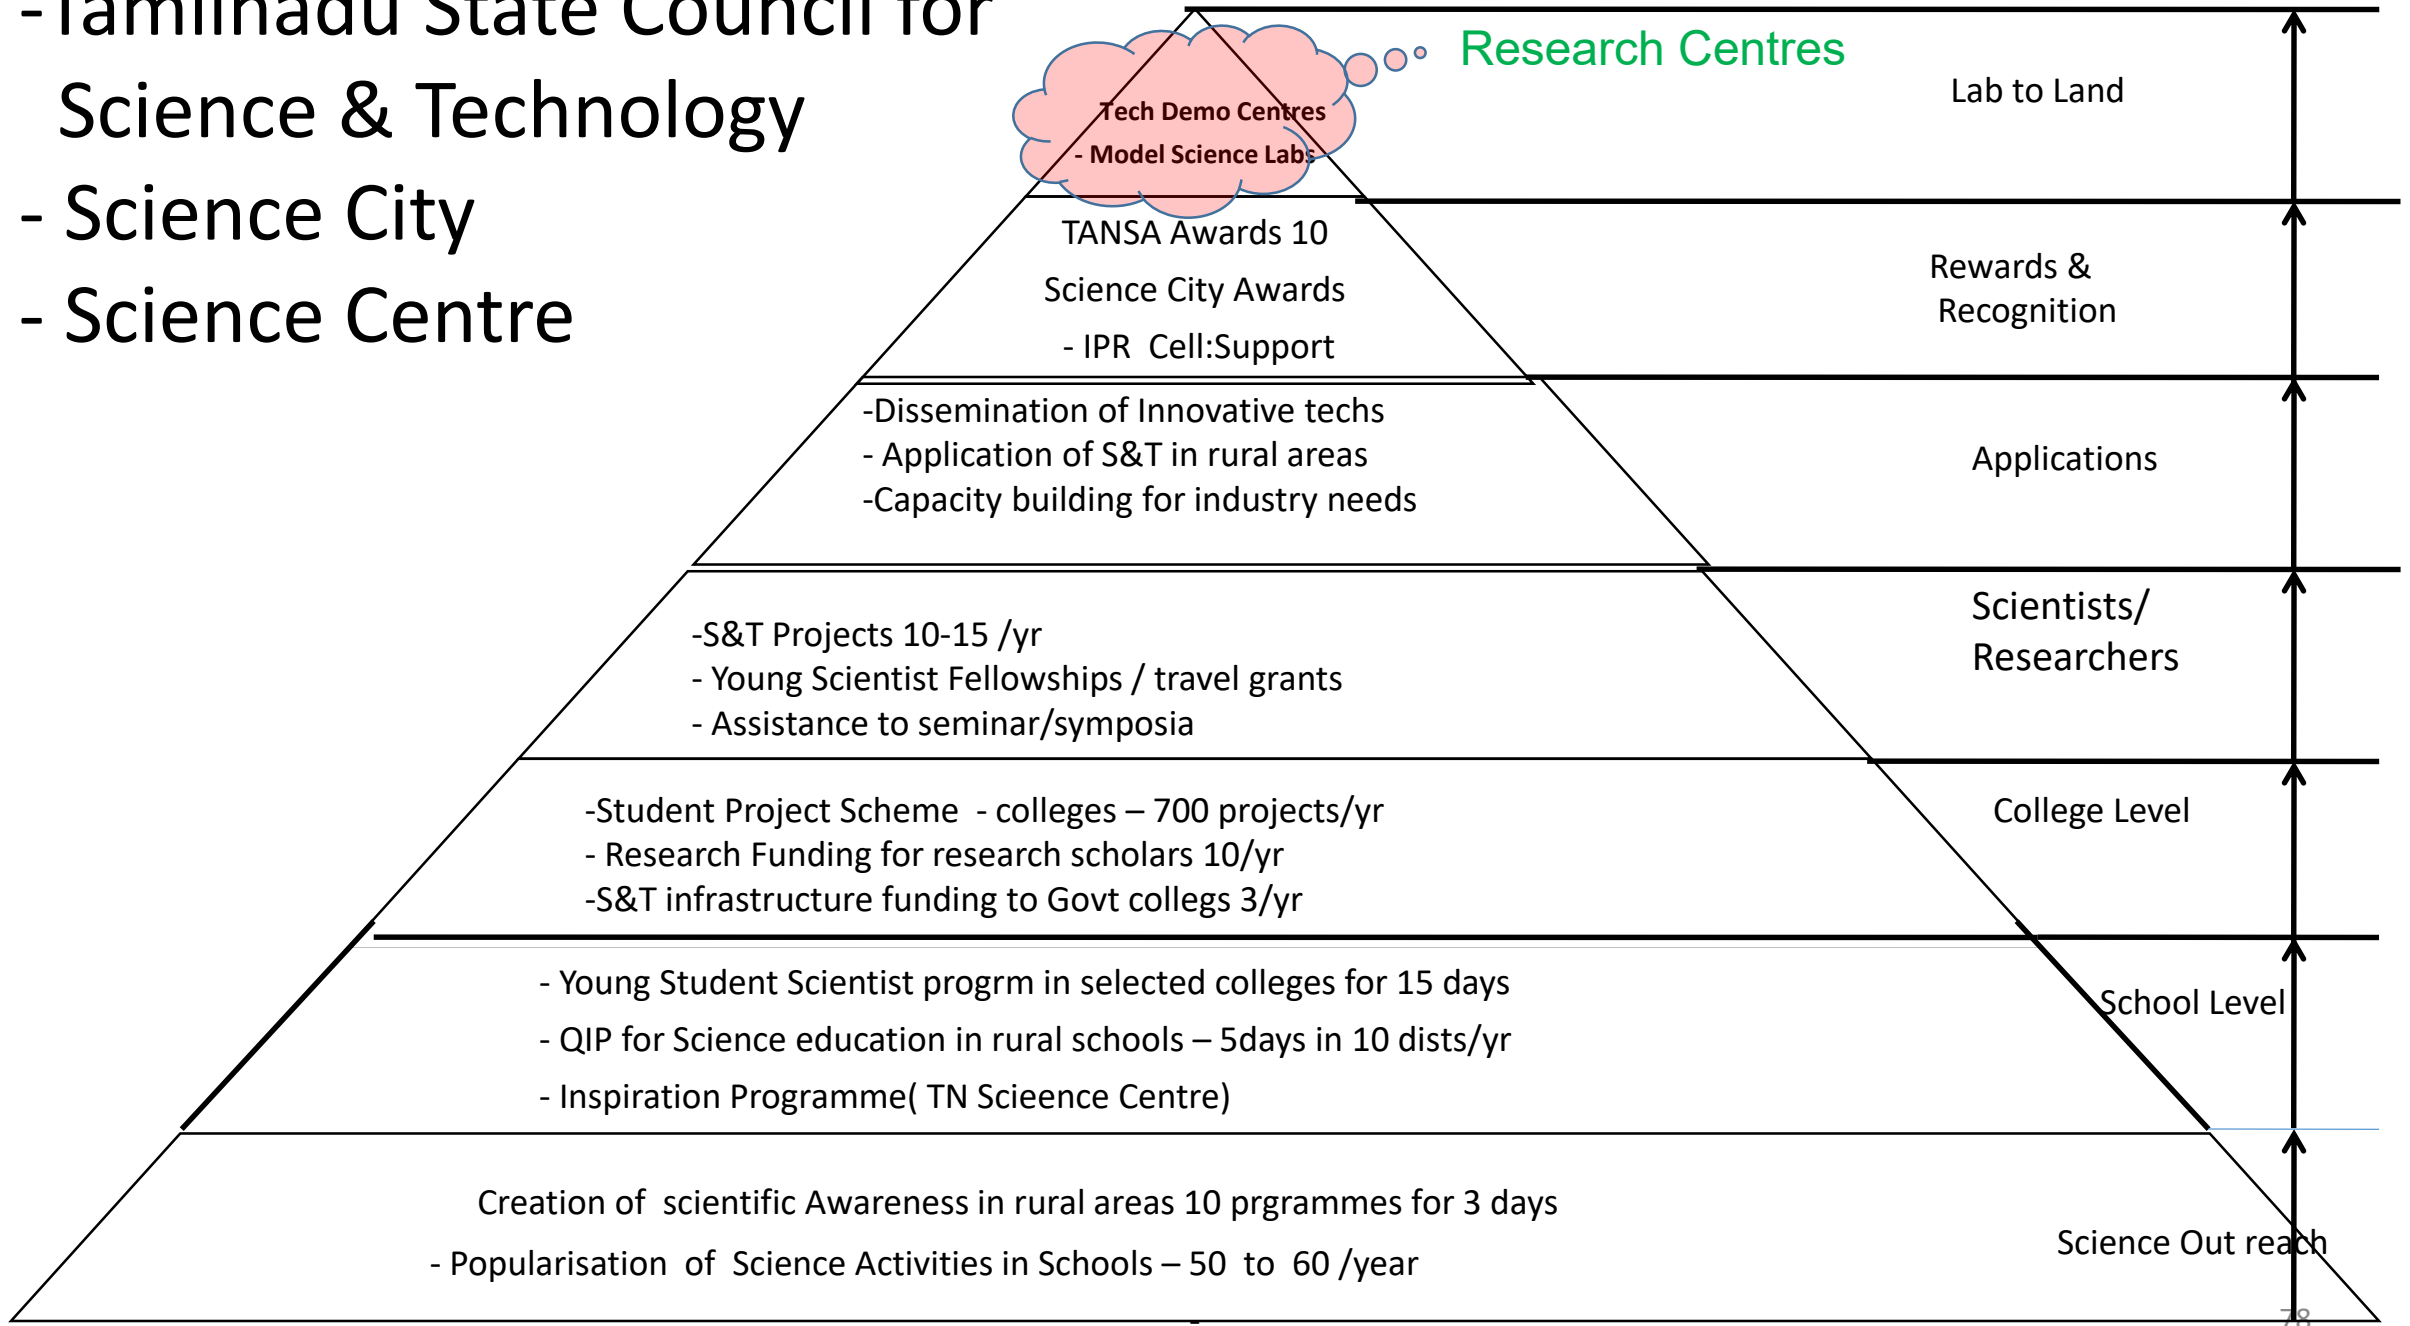 -Tamilnadu State Council for
Science & Technology
- Science City
- Science Centre
Research Centres
Lab to Land
Tech Demo Centres
- Model Science Labs
TANSA Awards 10
Science City Awards
- IPR Cell:Support
Rewards &
Recognition
-Dissemination of Innovative techs
- Application of S&T in rural areas
-Capacity building for industry needs
Applications
-S&T Projects 10-15 /yr
- Young Scientist Fellowships / travel grants
- Assistance to seminar/symposia
Scientists/
Researchers
-Student Project Scheme - colleges – 700 projects/yr
- Research Funding for research scholars 10/yr
-S&T infrastructure funding to Govt collegs 3/yr
College Level
- Young Student Scientist progrm in selected colleges for 15 days
- QIP for Science education in rural schools – 5days in 10 dists/yr
- Inspiration Programme( TN Scieence Centre)
School Level
Creation of scientific Awareness in rural areas 10 prgrammes for 3 days
- Popularisation of Science Activities in Schools – 50 to 60 /year
Science Out reach
78